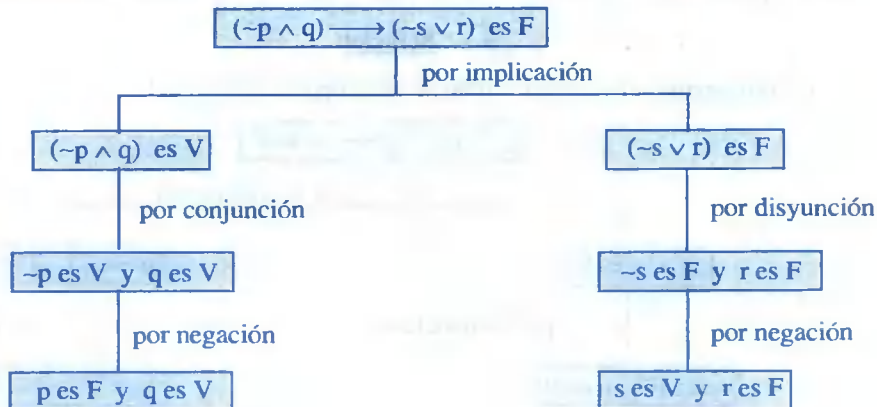 (~p ∧ q) ⟶ (~s ∨ r) es F
por implicación
(~p ∧ q) es V
(~s ∨ r) es F
por conjunción
por disyunción
~p es V y q es V
~s es F y r es F
por negación
por negación
p es F y q es V
s es V y r es F